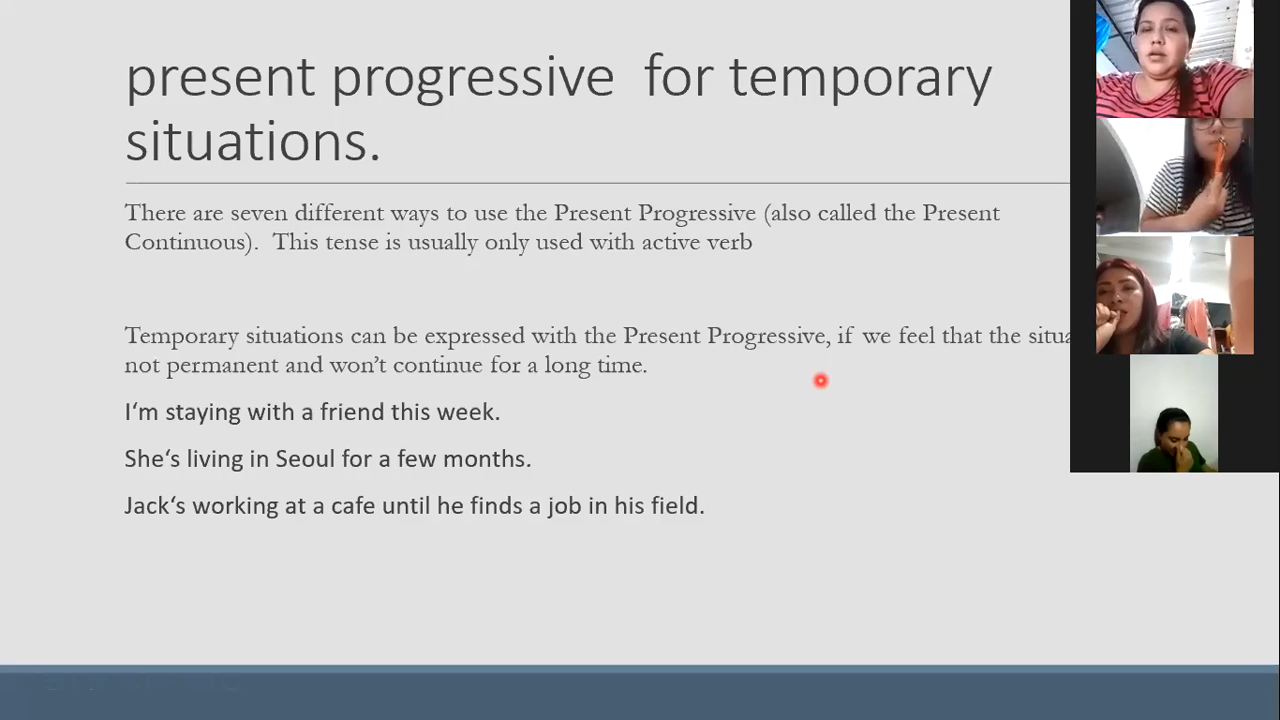 present progressive for temporary
situations.
There are seven different ways to use the Present Progressive (also called the Present
Continuous). This tense is usually only used with active verb
Temporary situations can be expressed with the Present Progressive, if we feel that the
not permanent and won't continue for a long time.
I‘m staying with a friend this week.
She‘s living in Seoul for a few months.
Jack‘s working at a cafe until he finds a job in his field.